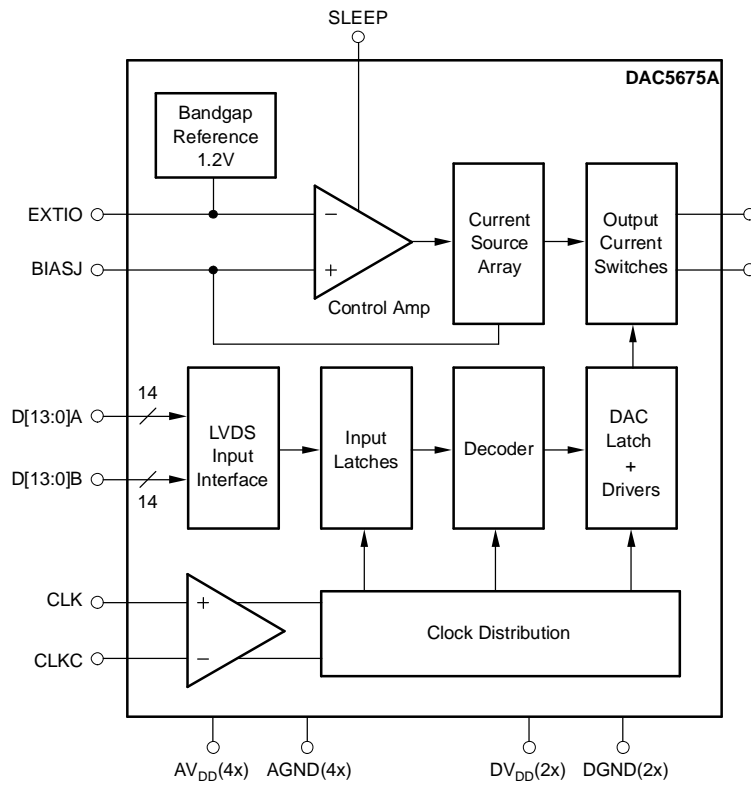 SLEEP
DAC5675A
Bandgap
Reference
1.2V
EXTIO
BIASJ
−
+
Control Amp
Current
Source
Array
Output
Current
Switches
D[13:0]A
14
D[13:0]B
14
LVDS
Input
Interface
Input
Latches
Decoder
DAC
Latch
+
Drivers
CLK
CLKC
+
−
Clock Distribution
AVDD(4x)
AGND(4x)
DVDD(2x)
DGND(2x)